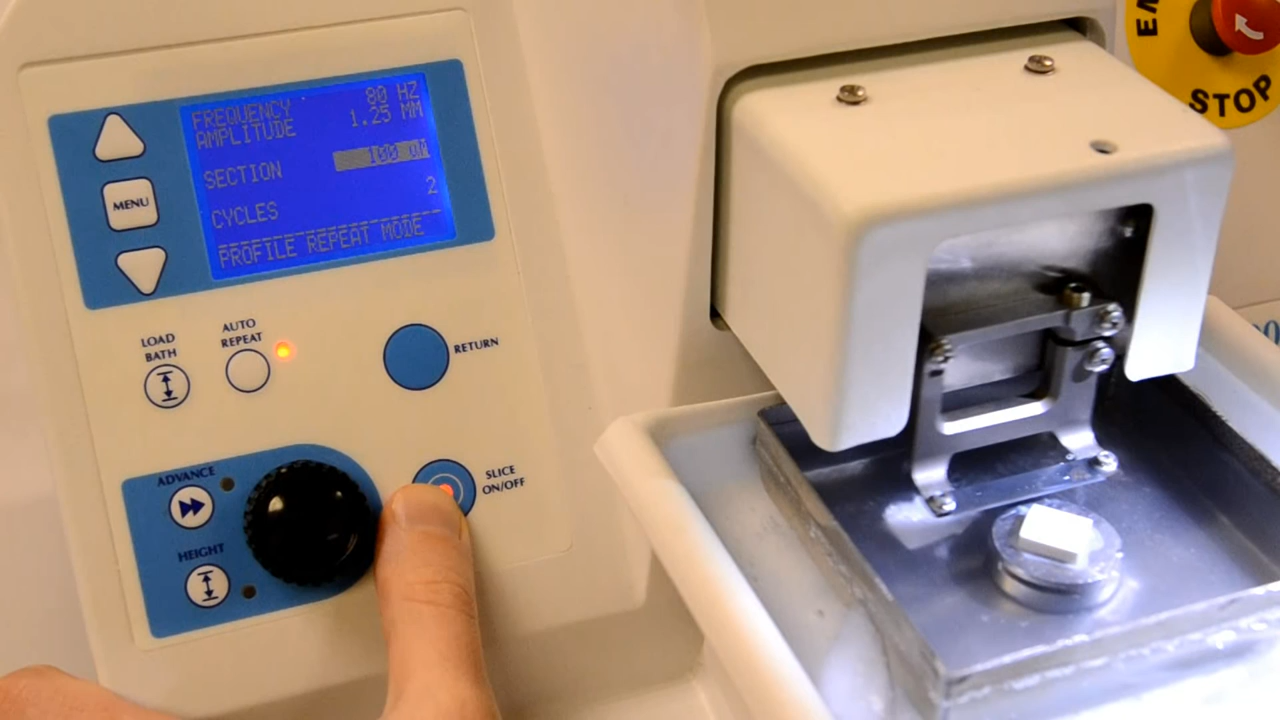 FREQUENCY 80 HZ
AMPLITUDE 1.25 MM
SECTION 100 uM
CYCLES 2
PROFILE REPEAT MODE
MENU
LOAD
BATH
AUTO
REPEAT
RETURN
ADVANCE
HEIGHT
SLICE
ON/OFF
STOP